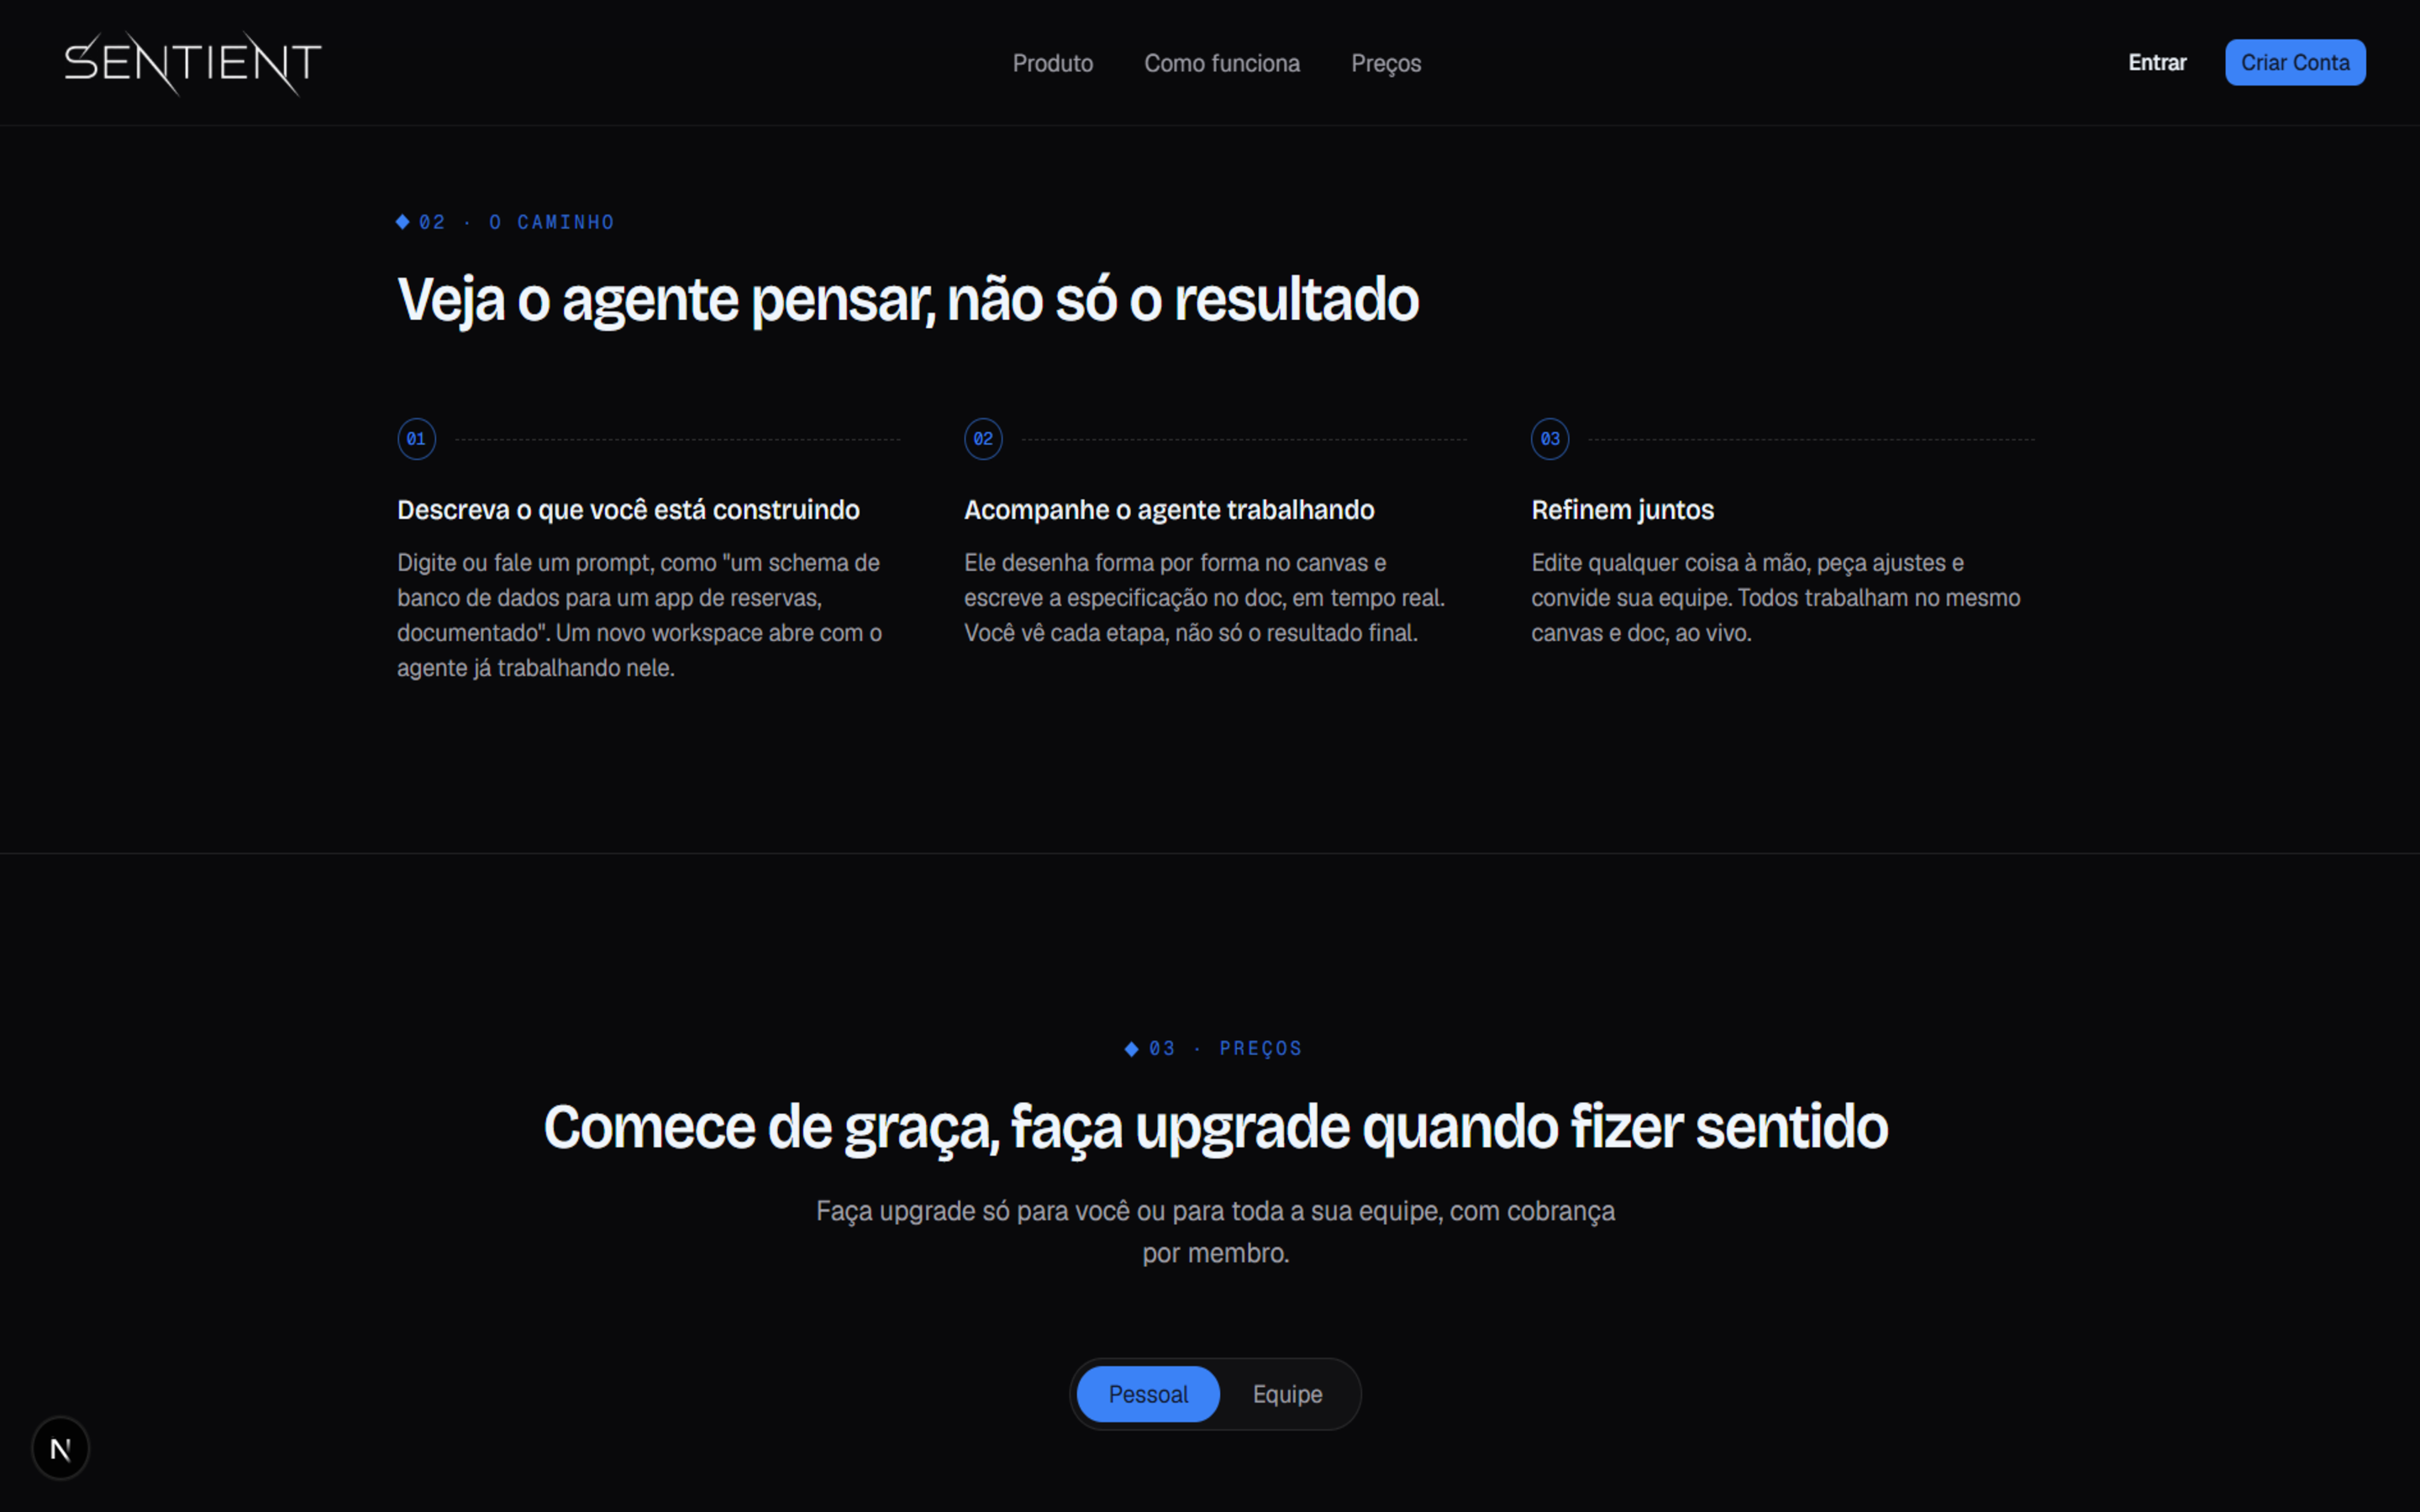 SENTIENT
Produto
Como funciona
Preços
Entrar
Criar Conta
02 · O CAMINHO
Veja o agente pensar, não só o resultado
01
Descreva o que você está construindo
Digite ou fale um prompt, como "um schema de
banco de dados para um app de reservas,
documentado". Um novo workspace abre com o
agente já trabalhando nele.
02
Acompanhe o agente trabalhando
Ele desenha forma por forma no canvas e
escreve a especificação no doc, em tempo real.
Você vê cada etapa, não só o resultado final.
03
Refinem juntos
Edite qualquer coisa à mão, peça ajustes e
convide sua equipe. Todos trabalham no mesmo
canvas e doc, ao vivo.
03 · PREÇOS
Comece de graça, faça upgrade quando fizer sentido
Faça upgrade só para você ou para toda a sua equipe, com cobrança
por membro.
Pessoal
Equipe
N